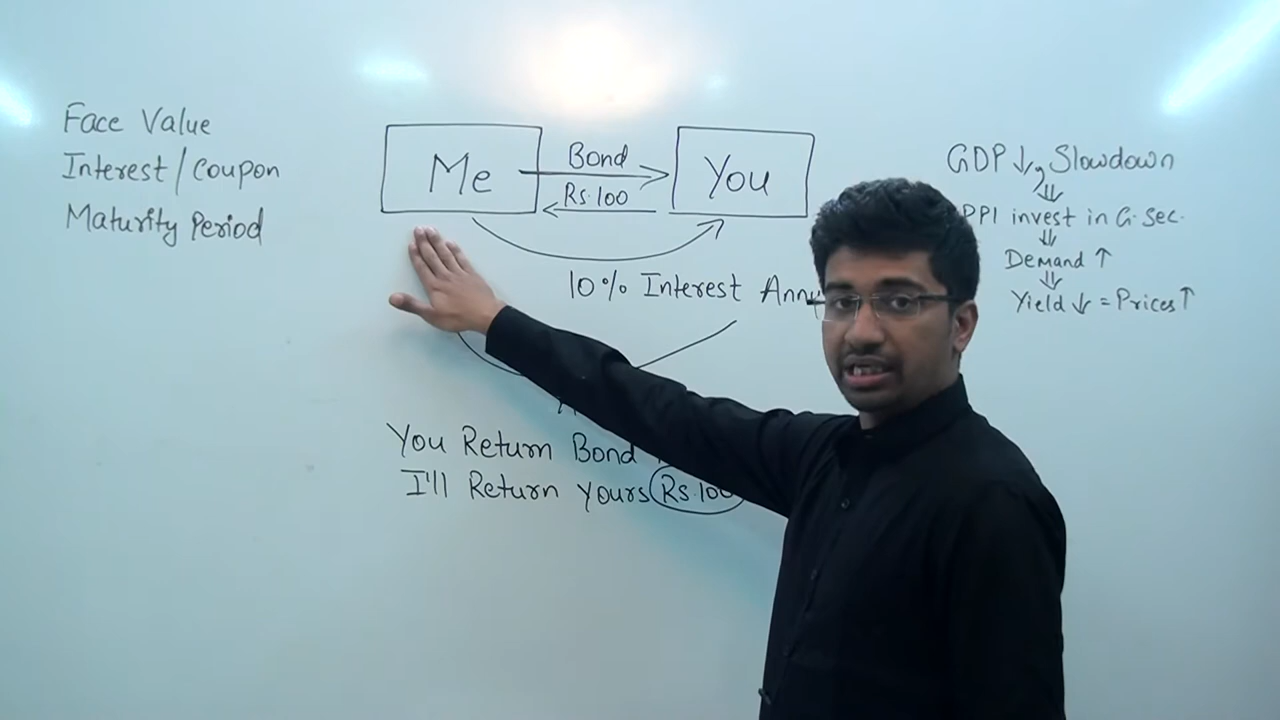 Face Value
Interest/Coupon
Maturity Period
Me
Bond
Rs.100
You
10% Interest
You Return Bond
I'll Return Yours Rs.100
GDP ↓, Slowdown
⇓
PPI invest in G.sec.
⇓
Demand ↑
⇓
Yield ↓ = Prices ↑